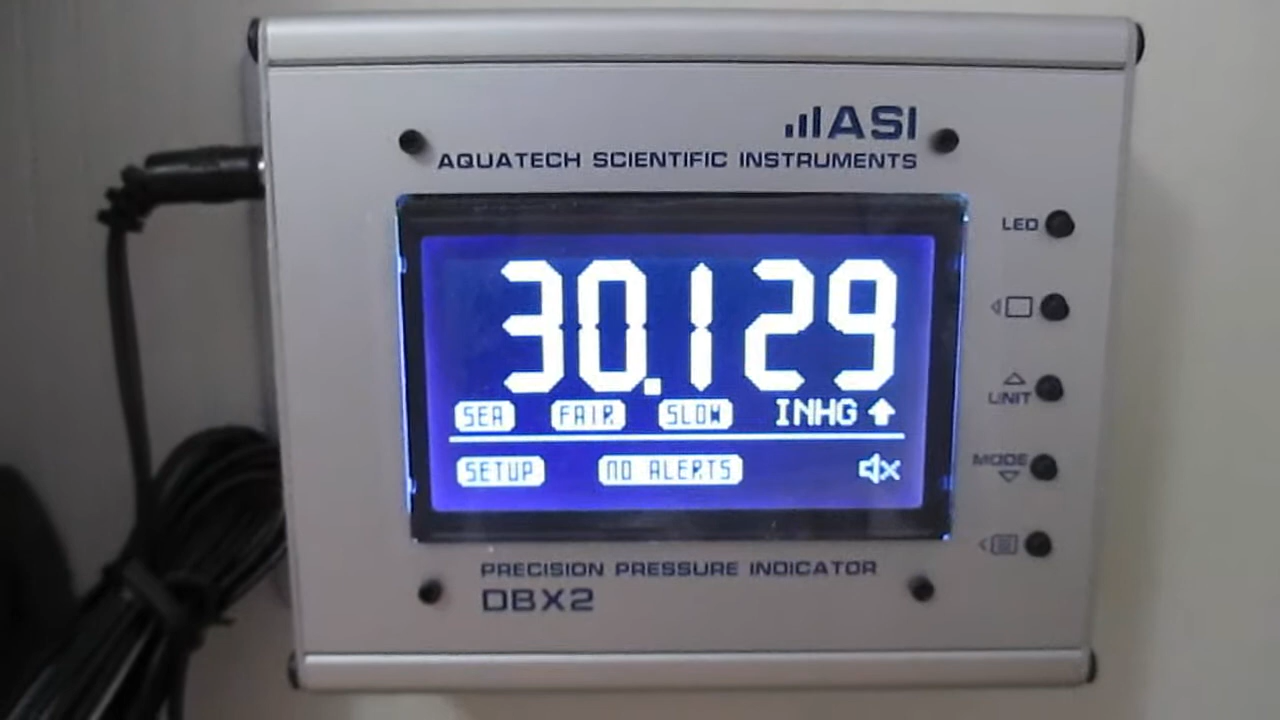 ASI
AQUATECH SCIENTIFIC INSTRUMENTS
LED
30.129
UNIT
SEA FAIR SLOW INHG
MODE
SETUP NO ALERTS
PRECISION PRESSURE INDICATOR
DBX2